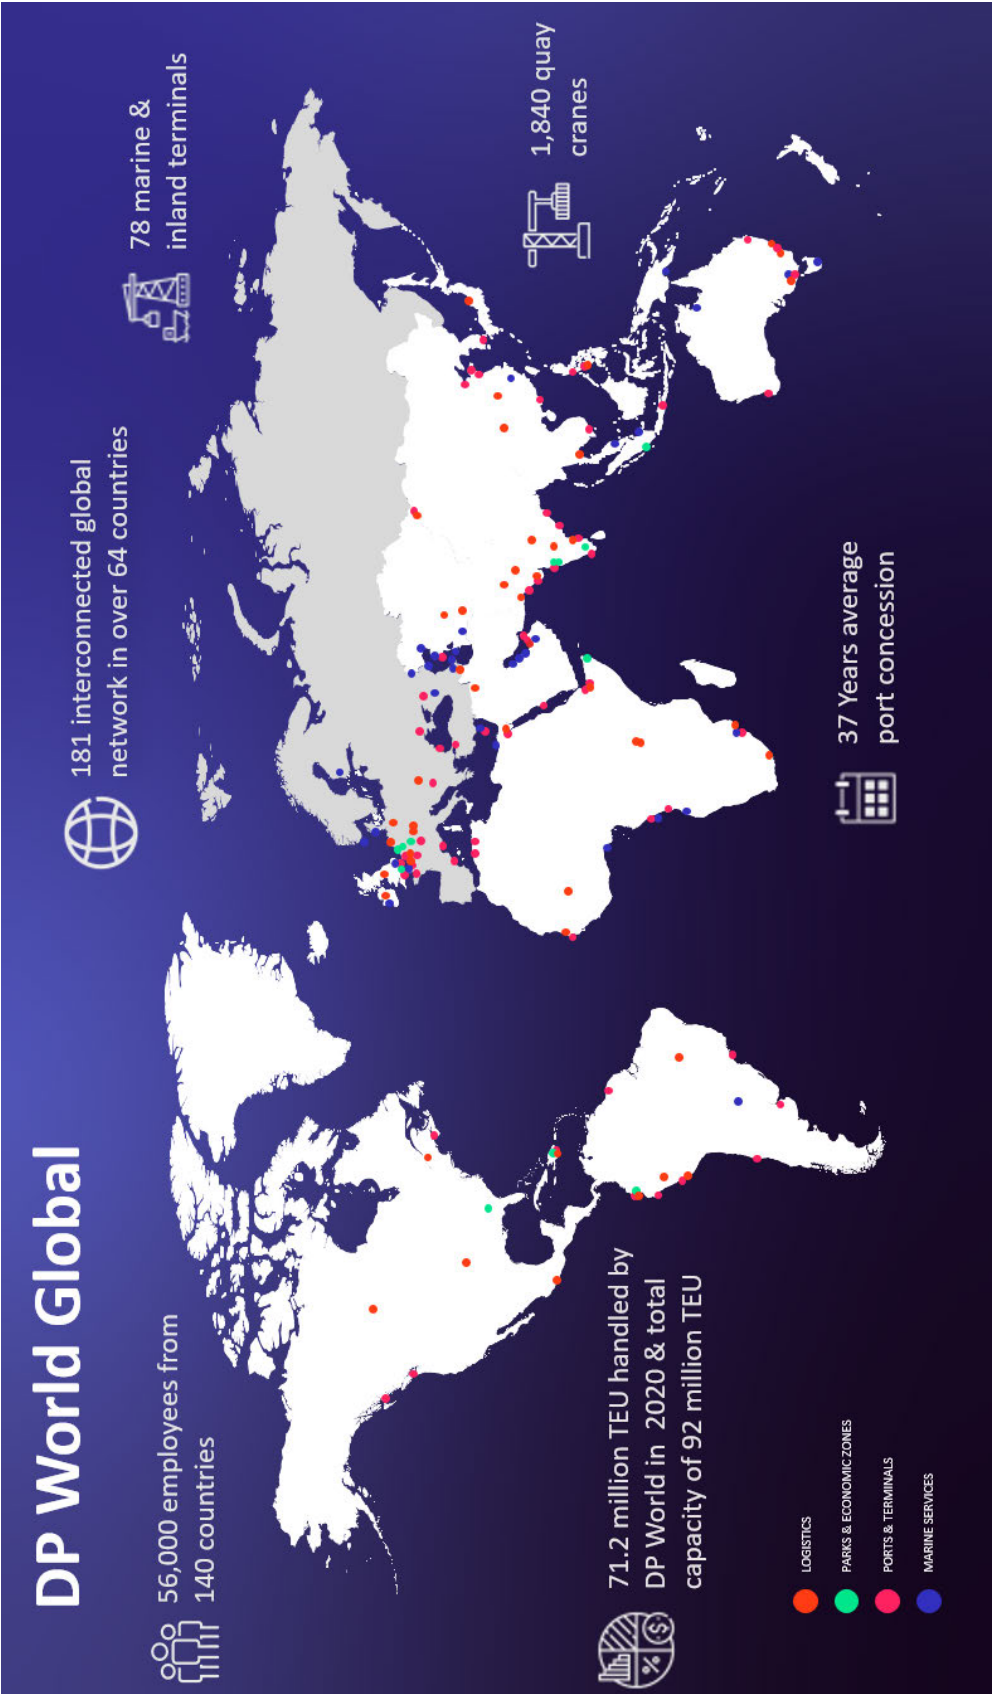 DP World Global
56,000 employees from
140 countries
181 interconnected global
network in over 64 countries
78 marine &
inland terminals
71.2 million TEU handled by
DP World in  2020 & total
capacity of 92 million TEU
37 Years average
port concession
1,840 quay
cranes
LOGISTICS
PARKS & ECONOMIC ZONES
PORTS & TERMINALS
MARINE SERVICES